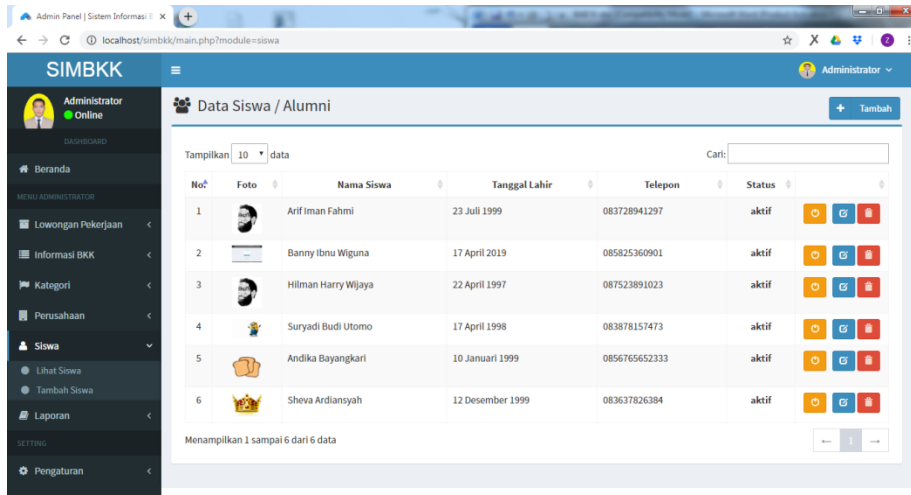 Admin Panel | Sistem Informasi B
localhost/simbkk/main.php?module=siswa
Z
SIMBKK
Administrator
Administrator
Online
Data Siswa / Alumni
Tambah
DASHBOARD
Beranda
MENU ADMINISTRATOR
Lowongan Pekerjaan
Informasi BKK
Kategori
Perusahaan
Siswa
Lihat Siswa
Tambah Siswa
Laporan
SETTING
Pengaturan
Tampilkan 10 data Cari:
No. Foto Nama Siswa Tanggal Lahir Telepon Status
1 Arif Iman Fahmi 23 Juli 1999 083728941297 aktif
2 Banny Ibnu Wiguna 17 April 2019 085825360901 aktif
3 Hilman Harry Wijaya 22 April 1997 087523891023 aktif
4 Suryadi Budi Utomo 17 April 1998 083878157473 aktif
5 Andika Bayangkari 10 Januari 1999 0856765652333 aktif
6 Sheva Ardiansyah 12 Desember 1999 083637826384 aktif
Menampilkan 1 sampai 6 dari 6 data
← 1 →